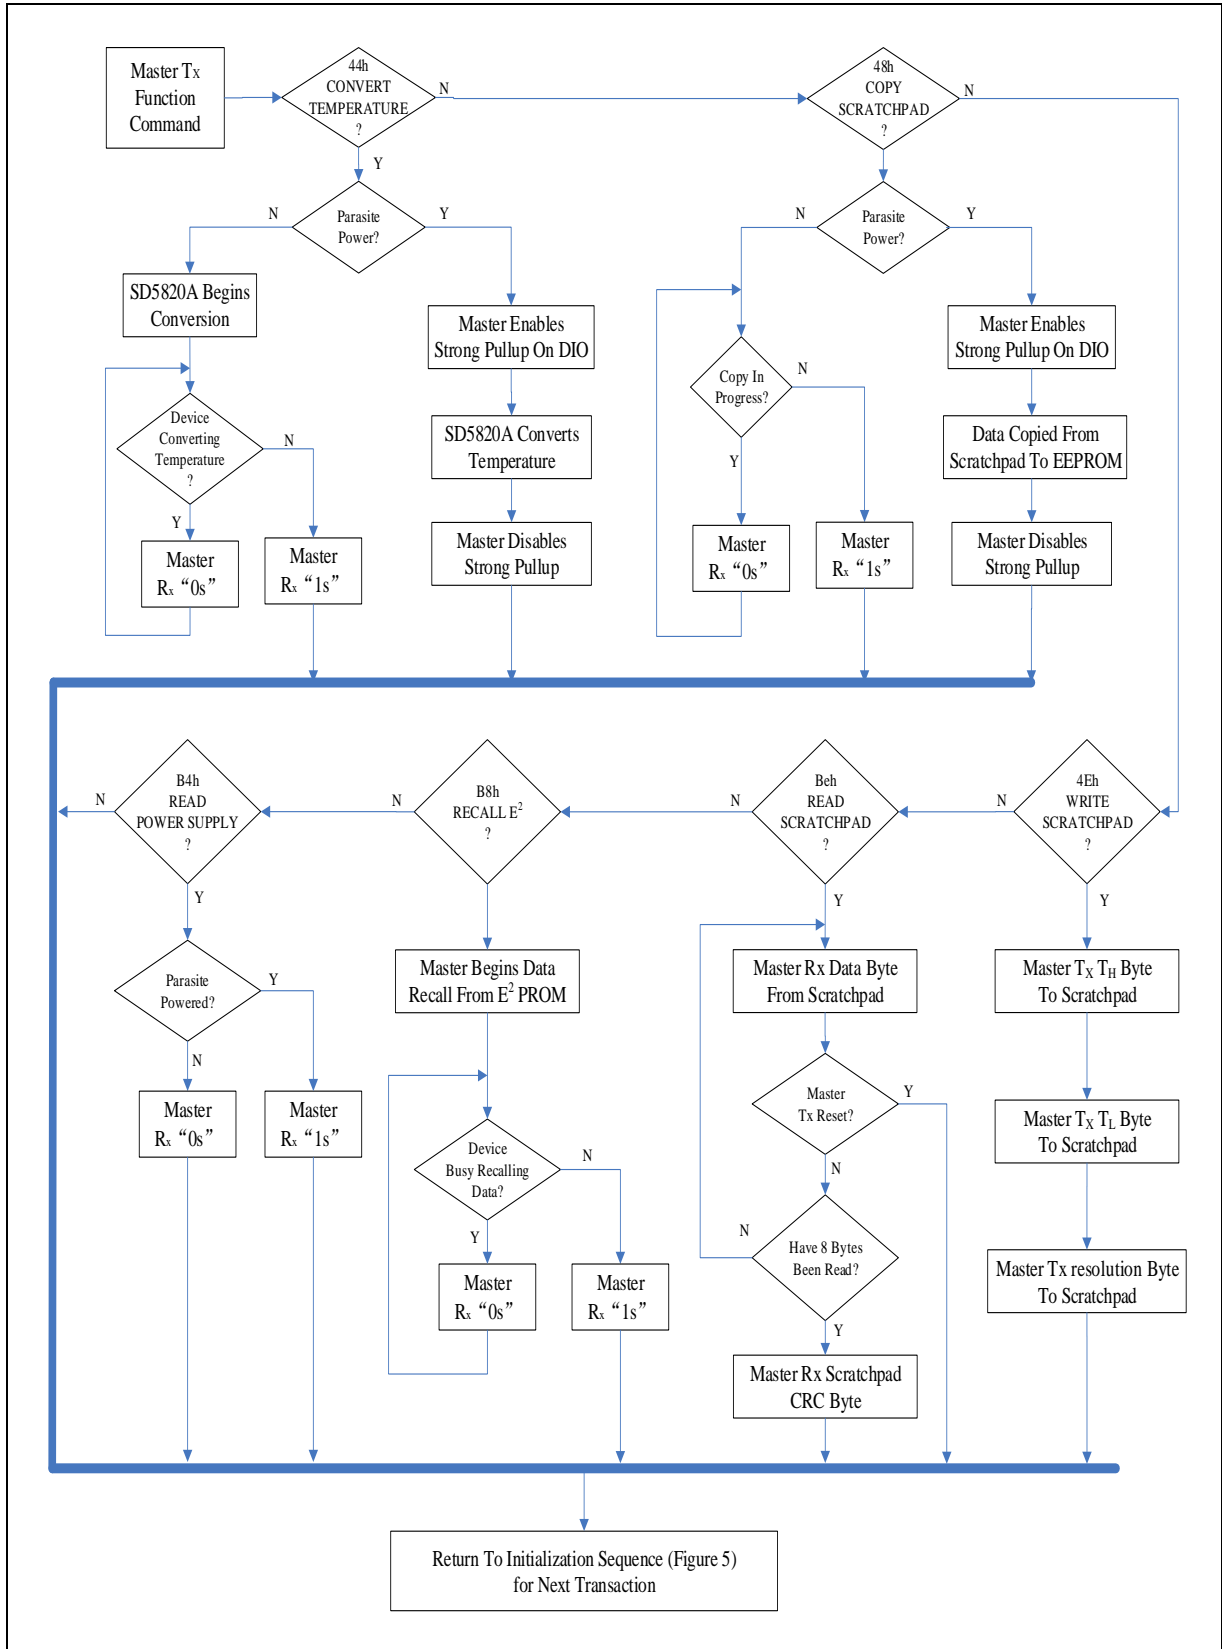 Master Tx
Function
Command
44h
CONVERT
TEMPERATURE
?
N
Y
48h
COPY
SCRATCHPAD
?
N
Parasite
Power?
N
Y
Parasite
Power?
N
Y
SD5820A Begins
Conversion
Master Enables
Strong Pullup On DIO
Master Enables
Strong Pullup On DIO
Device
Converting
Temperature
?
N
Y
SD5820A Converts
Temperature
Copy In
Progress?
N
Y
Data Copied From
Scratchpad To EEPROM
Master
Rx “0s”
Master
Rx “1s”
Master Disables
Strong Pullup
Master
Rx “0s”
Master
Rx “1s”
Master Disables
Strong Pullup
N
B4h
READ
POWER SUPPLY
?
Y
N
B8h
RECALL E²
?
N
Beh
READ
SCRATCHPAD
?
Y
N
4Eh
WRITE
SCRATCHPAD
?
Y
Parasite
Powered?
Y
N
Master Begins Data
Recall From E² PROM
Master Rx Data Byte
From Scratchpad
Master TX TH Byte
To Scratchpad
Master
Rx “0s”
Master
Rx “1s”
Device
Busy Recalling
Data?
N
Y
Master
Tx Reset?
Y
N
Master TX TL Byte
To Scratchpad
Master
Rx “0s”
Master
Rx “1s”
N
Have 8 Bytes
Been Read?
Y
Master Tx resolution Byte
To Scratchpad
Master Rx Scratchpad
CRC Byte
Return To Initialization Sequence (Figure 5)
for Next Transaction